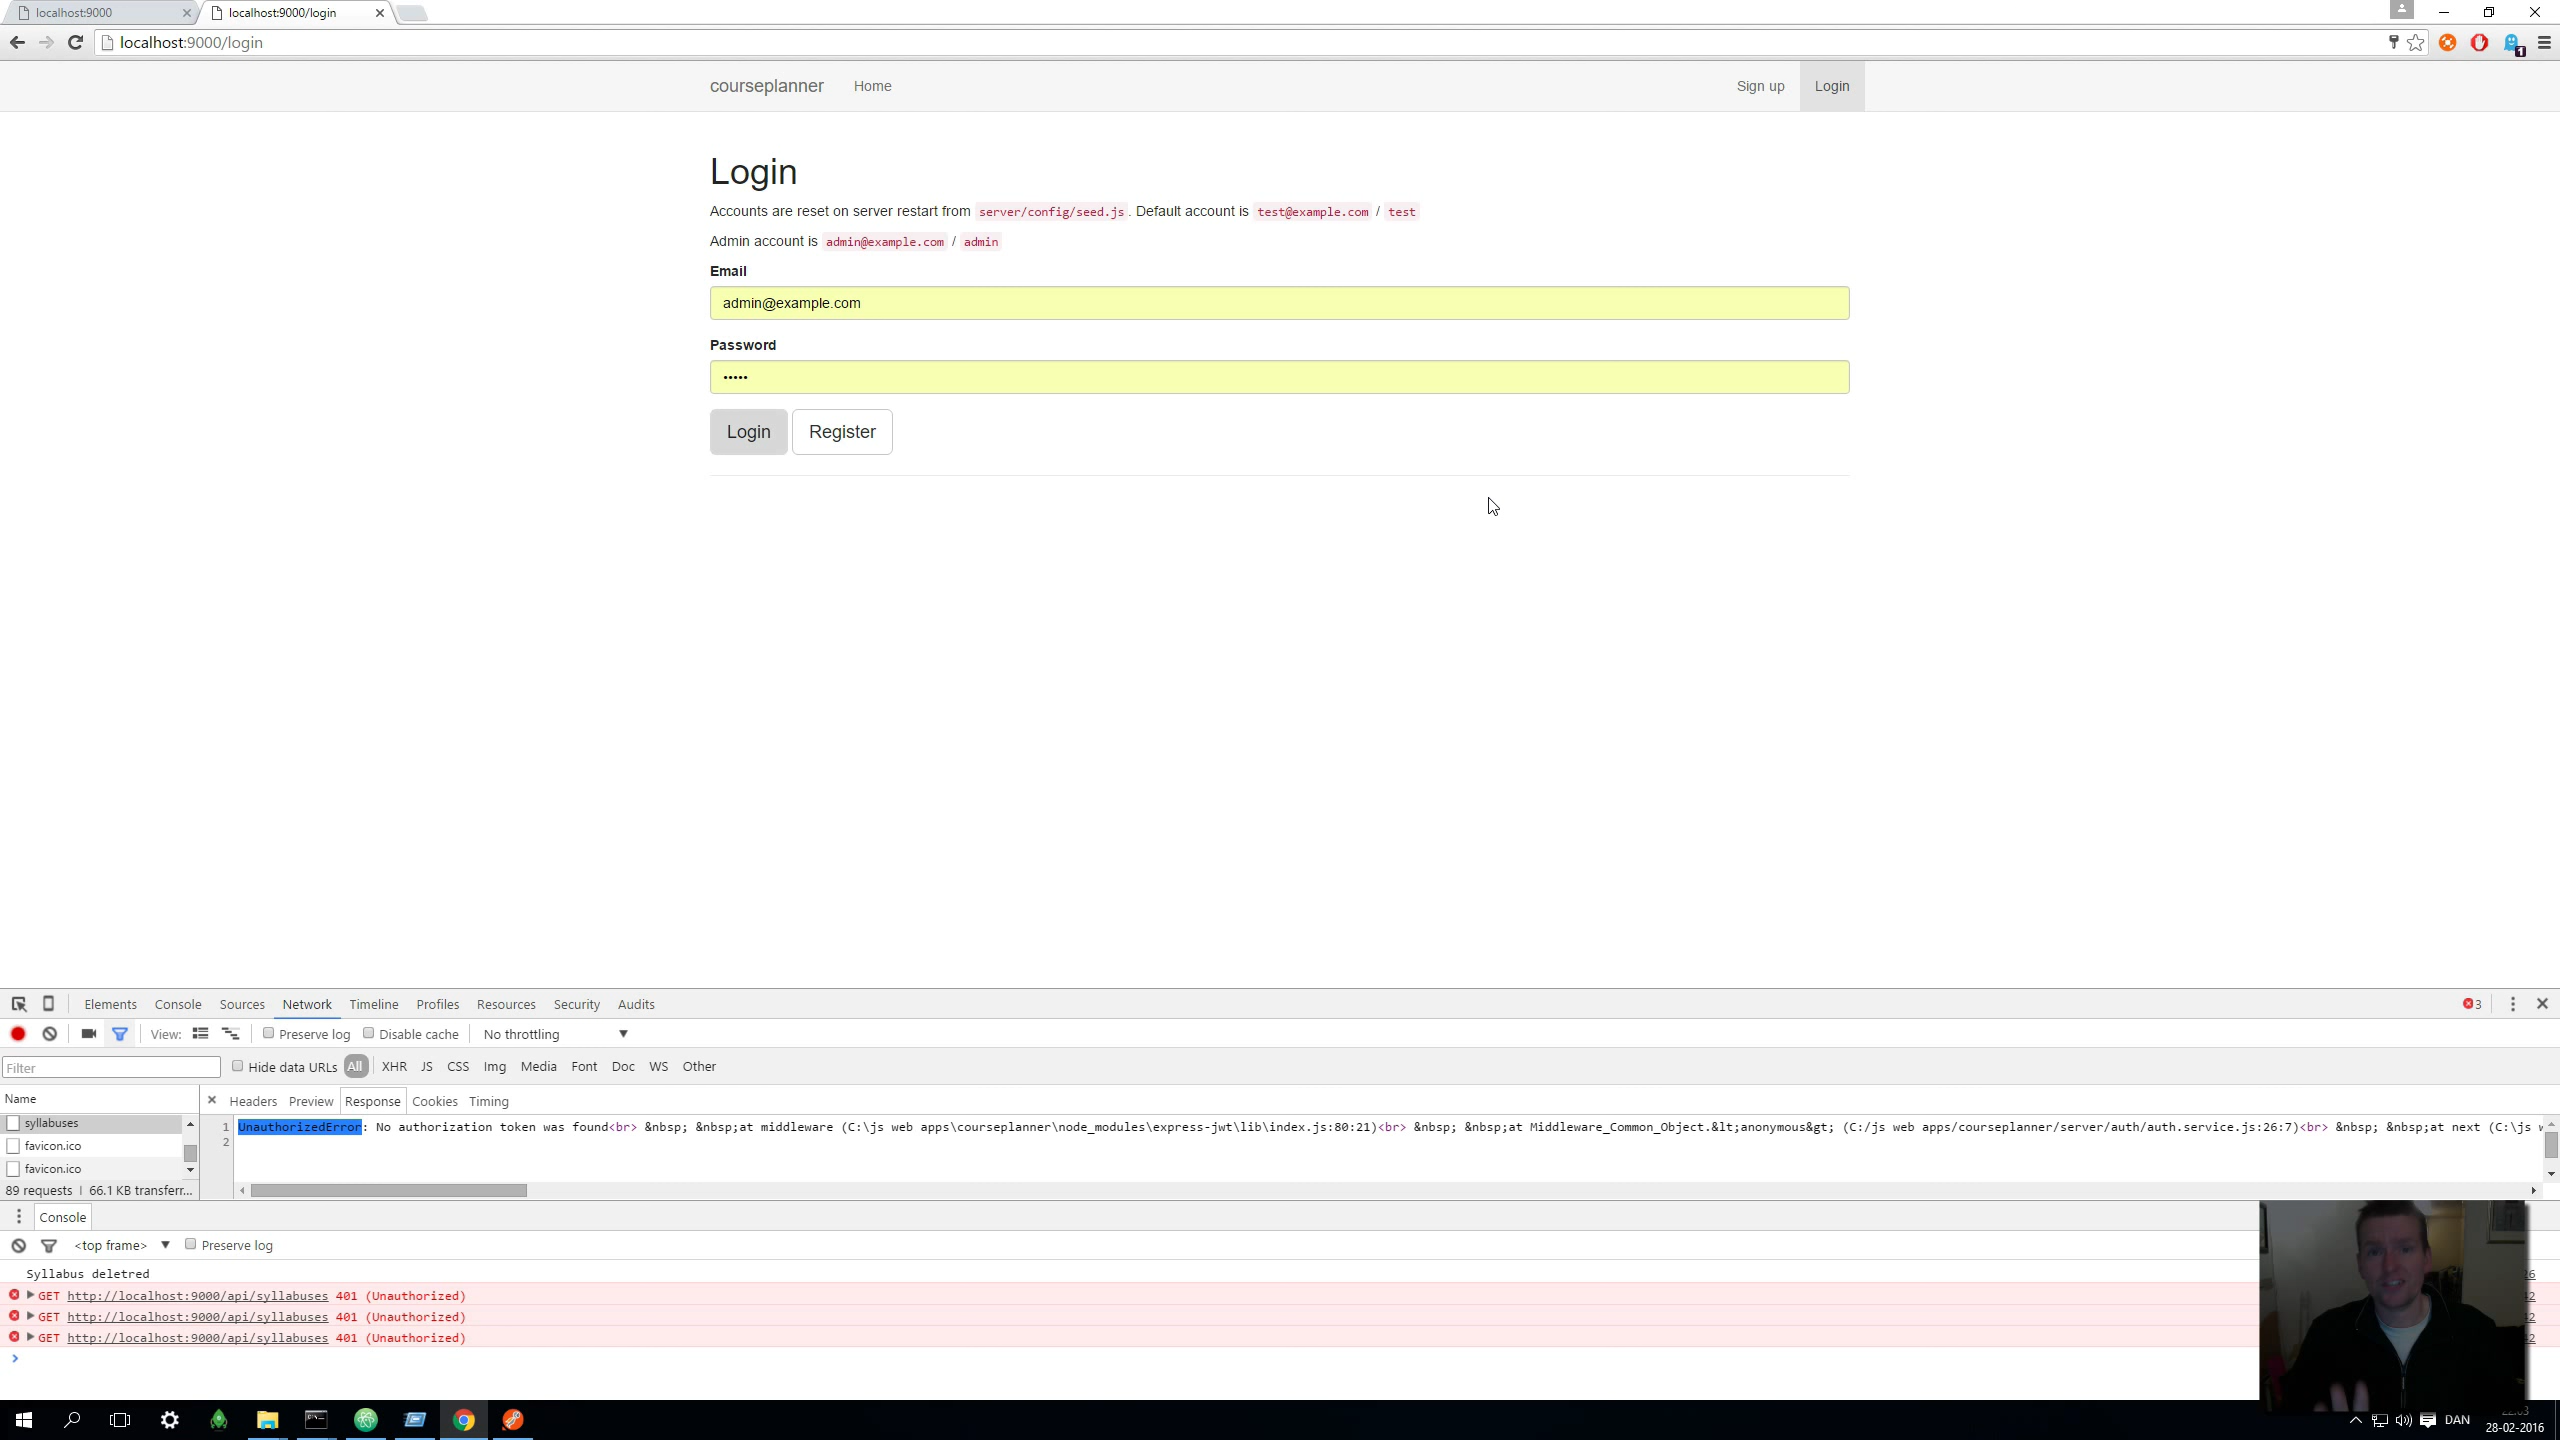 localhost:9000
localhost:9000/login
localhost:9000/login
1
courseplanner Home Sign up Login
Login
Accounts are reset on server restart from server/config/seed.js . Default account is test@example.com / test
Admin account is admin@example.com / admin
Email
admin@example.com
Password
•••••
Login Register
Elements Console Sources Network Timeline Profiles Resources Security Audits 3
View: Preserve log Disable cache No throttling
Filter Hide data URLs All XHR JS CSS Img Media Font Doc WS Other
Name Headers Preview Response Cookies Timing
syllabuses
favicon.ico
favicon.ico
89 requests | 66.1 KB transferr...
1 UnauthorizedError: No authorization token was found<br> &nbsp; &nbsp;at middleware (C:\js web apps\courseplanner\node_modules\express-jwt\lib\index.js:80:21)<br> &nbsp; &nbsp;at Middleware_Common_Object.&lt;anonymous&gt; (C:/js web apps/courseplanner/server/auth/auth.service.js:26:7)<br> &nbsp; &nbsp;at next (C:\js
2
Console
<top frame> Preserve log
Syllabus deletred
GET http://localhost:9000/api/syllabuses 401 (Unauthorized)
GET http://localhost:9000/api/syllabuses 401 (Unauthorized)
GET http://localhost:9000/api/syllabuses 401 (Unauthorized)
DAN
28-02-2016